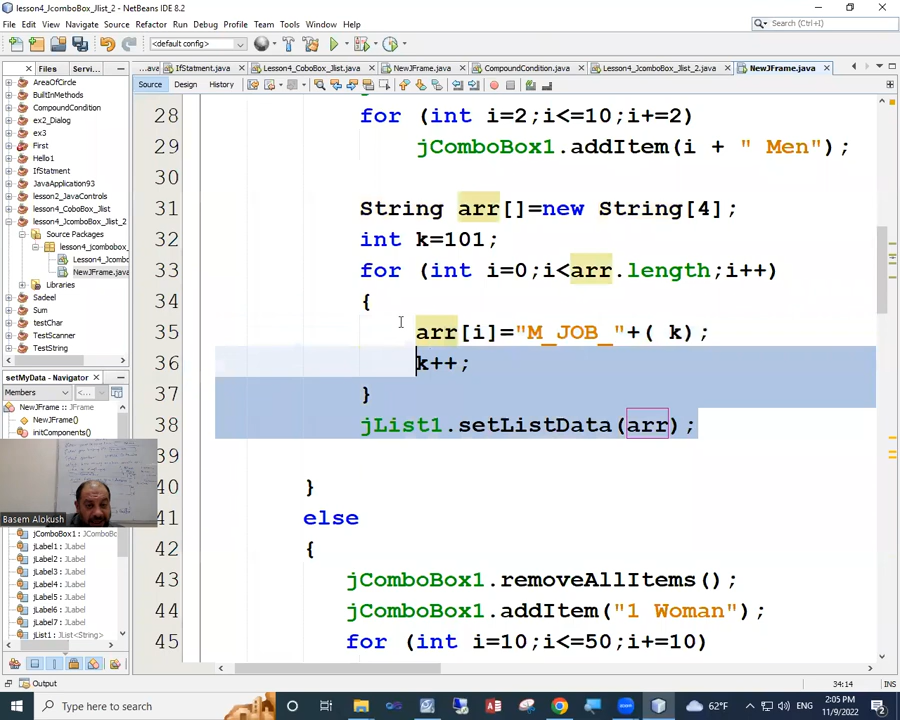 lesson4_JcomboBox_Jlist_2 - NetBeans IDE 8.2
File Edit View Navigate Source Refactor Run Debug Profile Team Tools Window Help
Search (Ctrl+I)
<default config>
Files Servi...
...ava IfStatment.java Lesson4_CoboBox_Jlist.java NewJFrame.java CompoundCondition.java Lesson4_JcomboBox_Jlist_2.java NewJFrame.java
Source Design History
AreaOfCircle
BuiltInMethods
CompoundCondition
ex2_Dialog
ex3
First
Hello1
IfStatment
JavaApplication93
lesson2_JavaControls
lesson4_CoboBox_Jlist
lesson4_JcomboBox_Jlist_2
Source Packages
lesson4_jcombobox_
Lesson4_JcomboBo
NewJFrame.java
Libraries
Sadeel
Sum
testChar
TestScanner
TestString
setMyData - Navigator
Members
NewJFrame :: JFrame
NewJFrame()
initComponents()
Basem Alokush
jComboBox1 : JComboBo
jLabel1 : JLabel
jLabel2 : JLabel
jLabel3 : JLabel
jLabel4 : JLabel
jLabel5 : JLabel
jLabel6 : JLabel
jLabel7 : JLabel
jList1 : JList<String>
28 for (int i=2;i<=10;i+=2)
29 jComboBox1.addItem(i + " Men");
30
31 String arr[]=new String[4];
32 int k=101;
33 for (int i=0;i<arr.length;i++)
34 {
35 arr[i]="M_JOB_"+( k);
36 k++;
37 }
38 jList1.setListData(arr);
39
40 }
41 else
42 {
43 jComboBox1.removeAllItems();
44 jComboBox1.addItem("1 Woman");
45 for (int i=10;i<=50;i+=10)
Output
34:14 INS
Type here to search
62°F
ENG
2:05 PM
11/9/2022
2